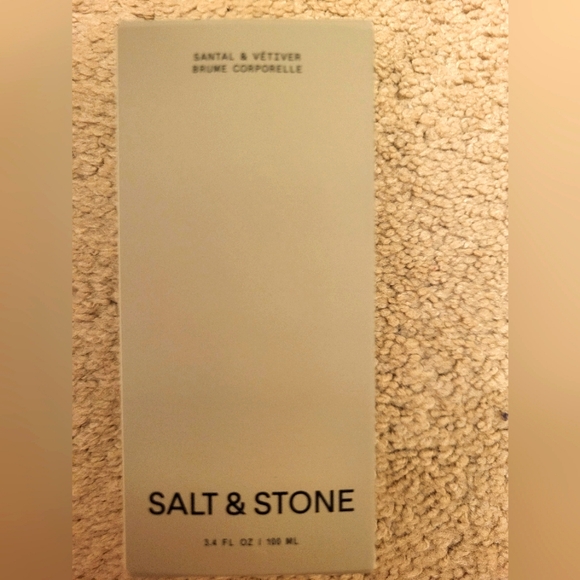 SANTAL & VÉTIVER
BRUME CORPORELLE
SALT & STONE
3.4 FL OZ / 100 ML